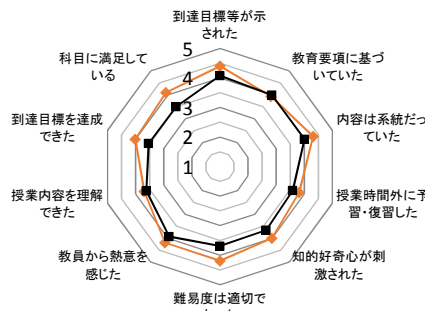 到達目標等が示
された
科目に満足して
いる
教育要項に基づ
いていた
到達目標を達成
できた
内容は系統だっ
ていた
授業内容を理解
できた
授業時間外に予
習・復習した
教員から熱意を
感じた
知的好奇心が刺
激された
難易度は適切で
5
4
3
2
1